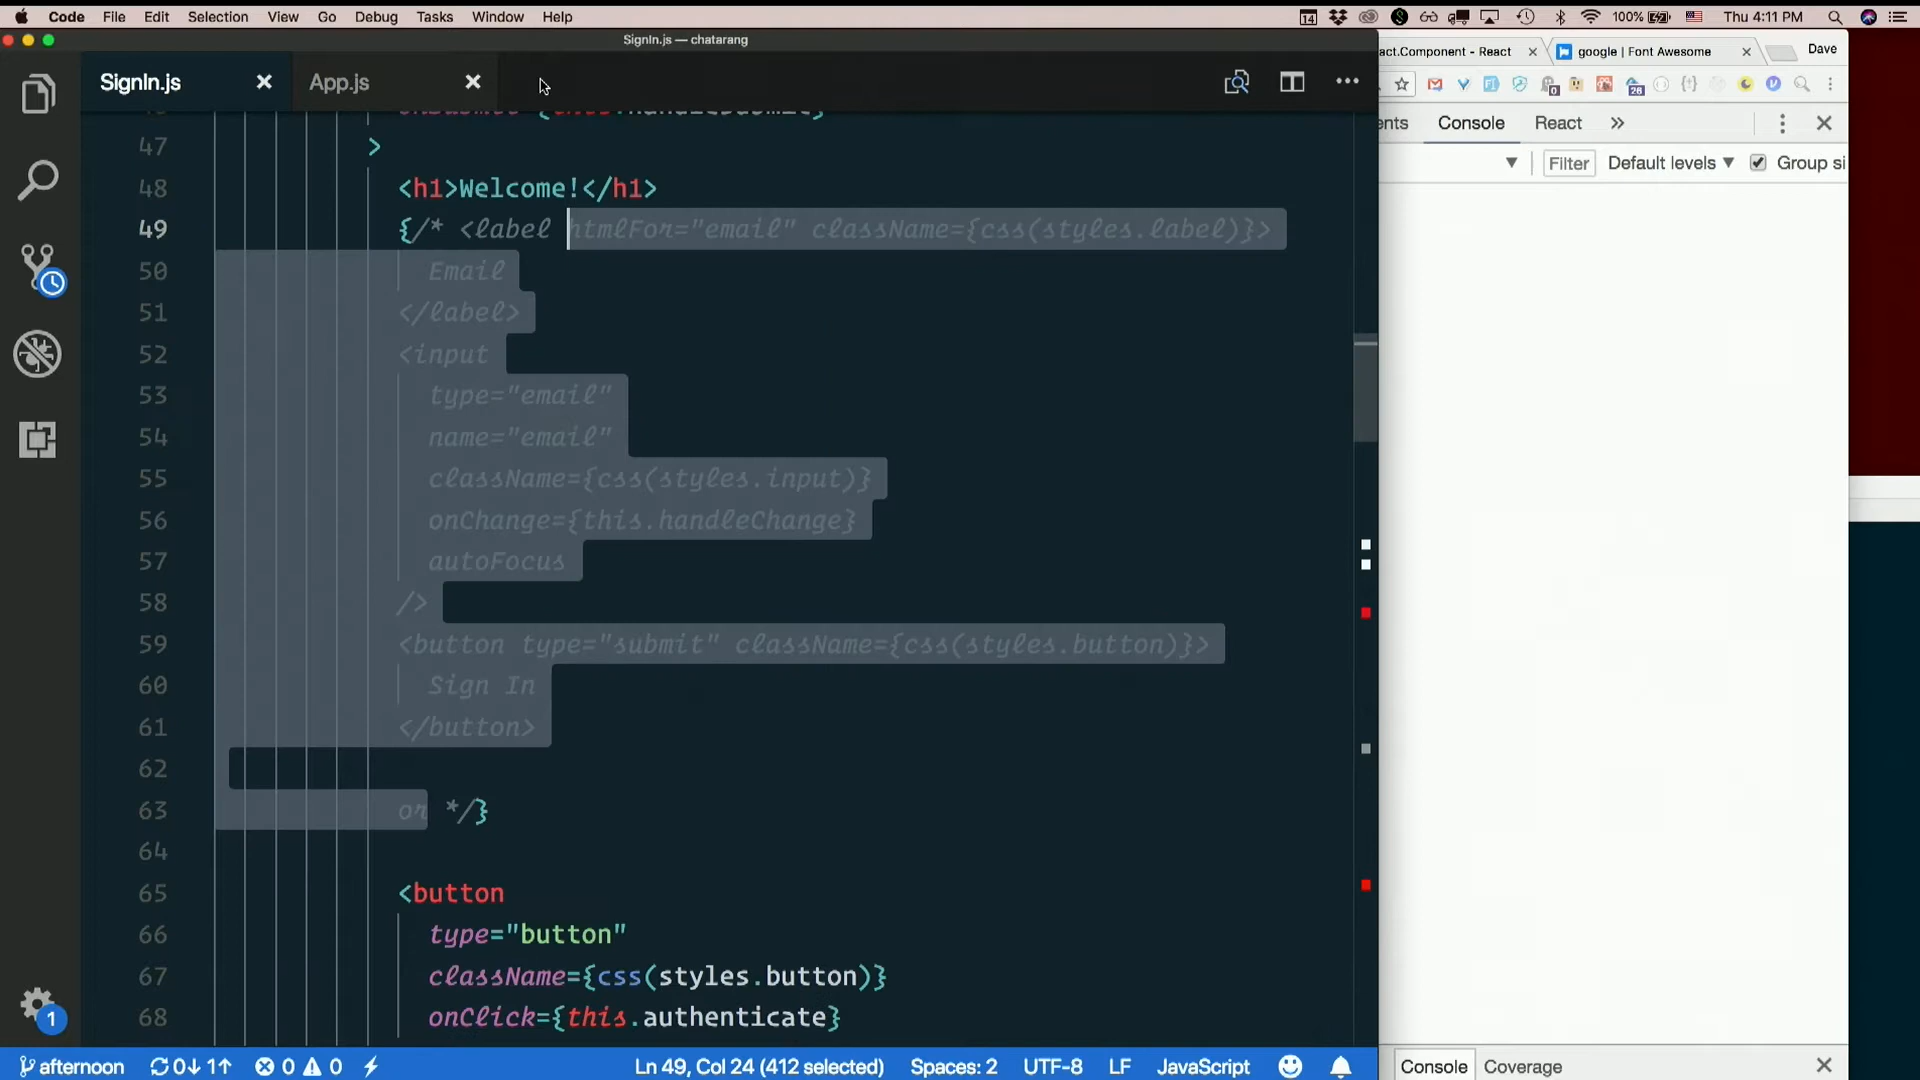 Code File Edit Selection View Go Debug Tasks Window Help
14 100% Thu 4:11 PM
SignIn.js — chatarang
SignIn.js App.js
act.Component - React google | Font Awesome Dave
0 26
ents Console React
Filter Default levels Group si
47 >
48 <h1>Welcome!</h1>
49 {/* <label htmlFor="email" className={css(styles.label)}>
50 Email
51 </label>
52 <input
53 type="email"
54 name="email"
55 className={css(styles.input)}
56 onChange={this.handleChange}
57 autoFocus
58 />
59 <button type="submit" className={css(styles.button)}>
60 Sign In
61 </button>
62
63 or */}
64
65 <button
66 type="button"
67 className={css(styles.button)}
68 onClick={this.authenticate}
1
afternoon 0↓ 1↑ 0 0 Ln 49, Col 24 (412 selected) Spaces: 2 UTF-8 LF JavaScript
Console Coverage